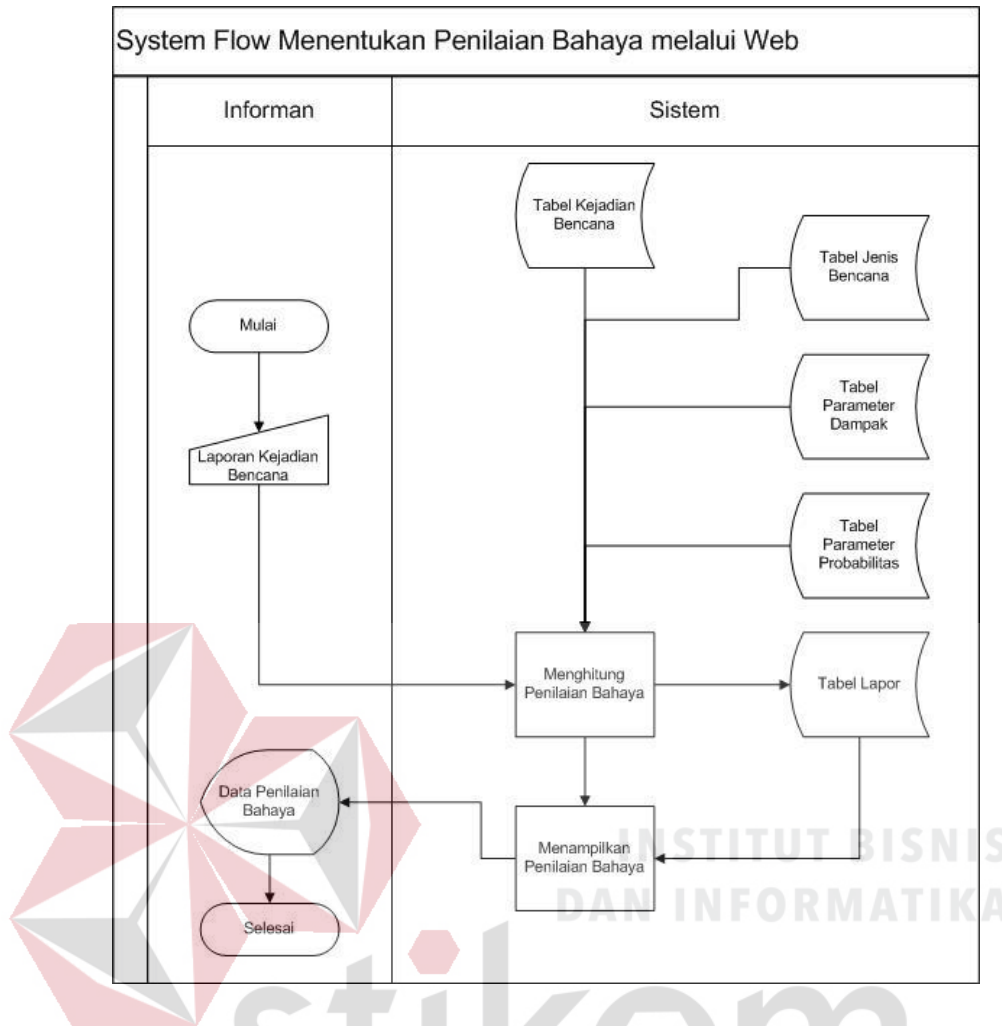 System Flow Menentukan Penilaian Bahaya melalui Web
Informan
Sistem
Tabel Kejadian
Bencana
Tabel Jenis
Bencana
Mulai
Tabel
Parameter
Dampak
Laporan Kejadian
Bencana
Tabel
Parameter
Probabilitas
Menghitung
Penilaian Bahaya
Tabel Lapor
Data Penilaian
Bahaya
Menampilkan
Penilaian Bahaya
Selesai
INSTITUT BISNIS
DAN INFORMATIKA
stikom